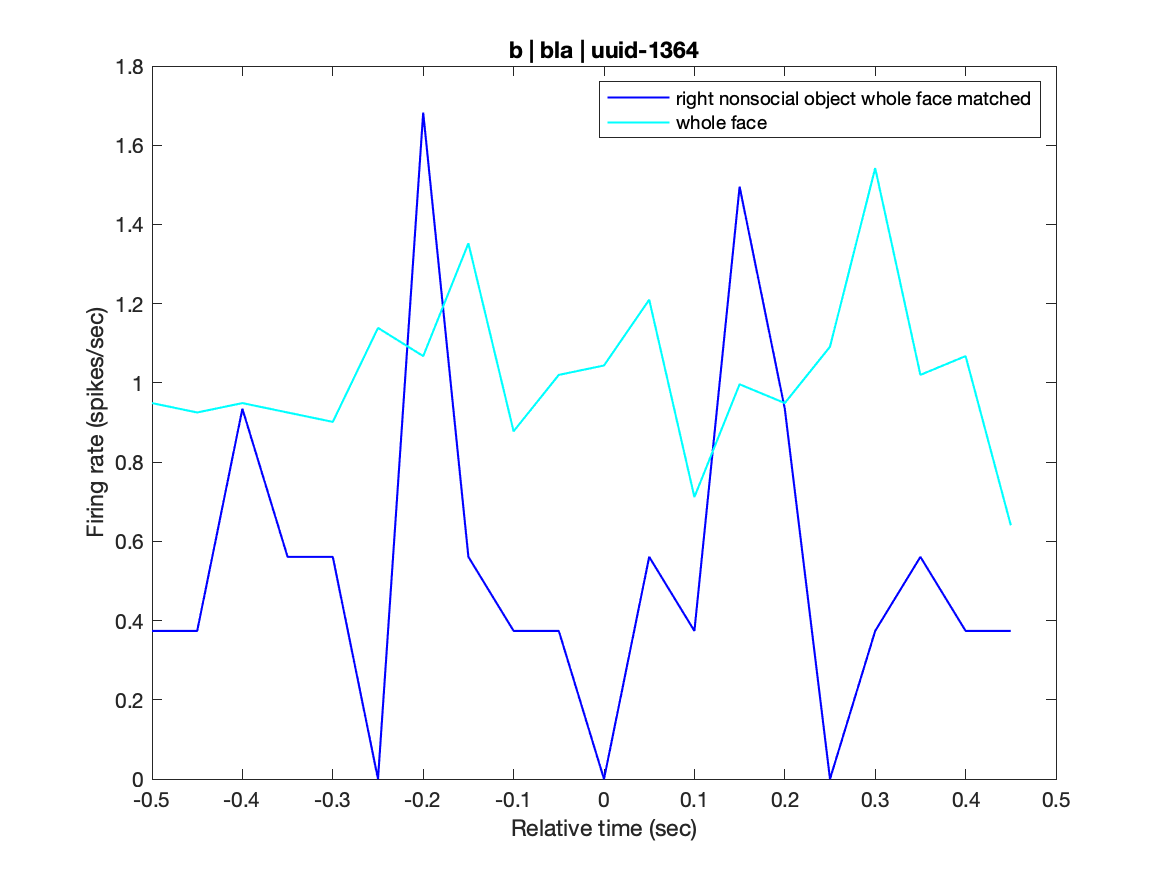 b | bla | uuid-1364
right nonsocial object whole face matched
whole face
Firing rate (spikes/sec)
1.8
1.6
1.4
1.2
1
0.8
0.6
0.4
0.2
0
-0.5 -0.4 -0.3 -0.2 -0.1 0 0.1 0.2 0.3 0.4 0.5
Relative time (sec)